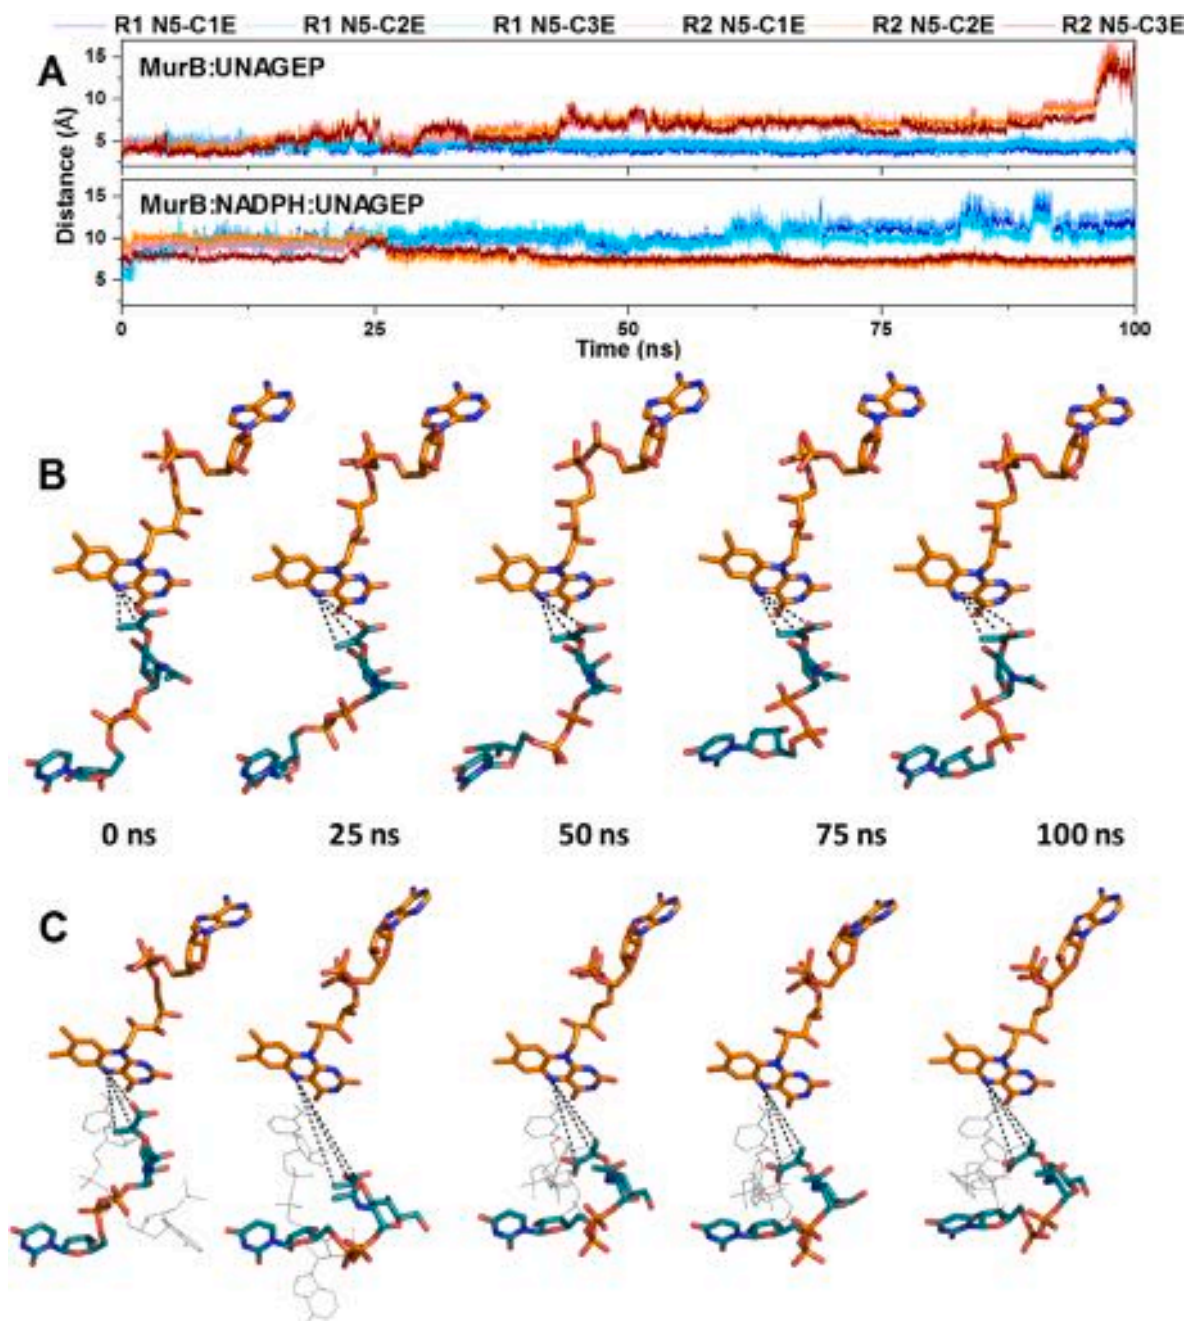 R1 N5-C1E R1 N5-C2E R1 N5-C3E R2 N5-C1E R2 N5-C2E R2 N5-C3E
A
MurB:UNAGEP
15
10
5
Distance (Å)
MurB:NADPH:UNAGEP
15
10
5
0 25 50 75 100
Time (ns)
B
0 ns 25 ns 50 ns 75 ns 100 ns
C